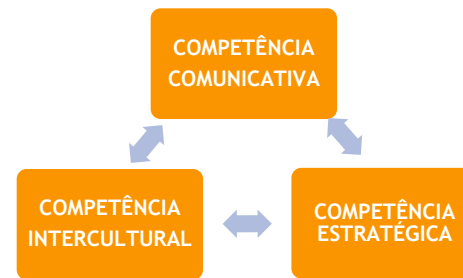 COMPETÊNCIA
COMUNICATIVA
COMPETÊNCIA
INTERCULTURAL
COMPETÊNCIA
ESTRATÉGICA